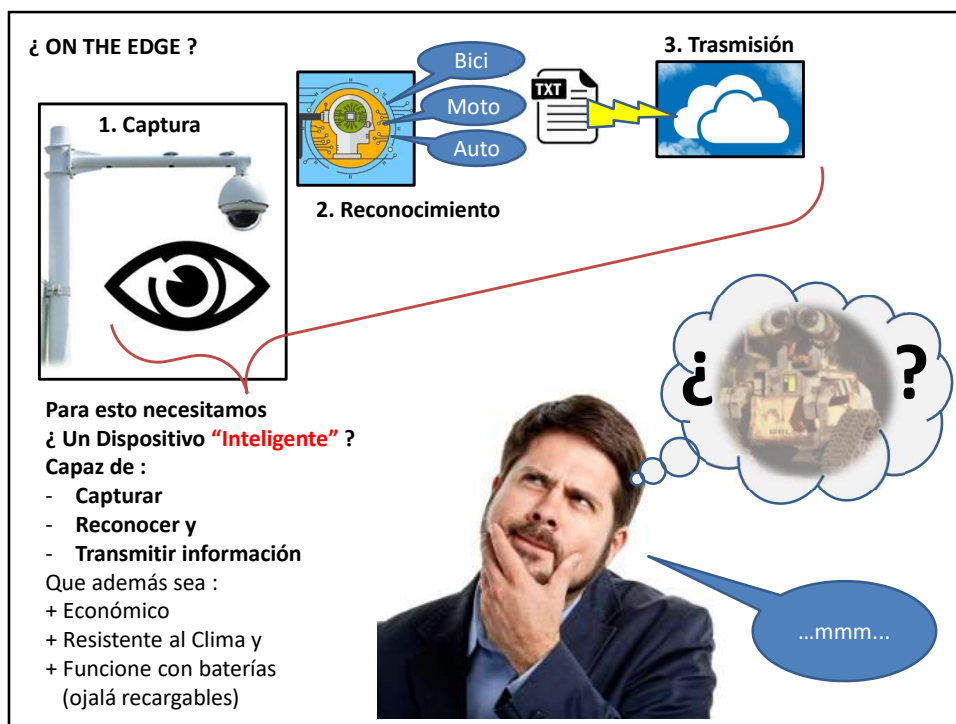 ¿ ON THE EDGE ?
1. Captura
Bici
Moto
Auto
2. Reconocimiento
TXT
3. Trasmisión
Para esto necesitamos
¿ Un Dispositivo “Inteligente” ?
Capaz de :
- Capturar
- Reconocer y
- Transmitir información
Que además sea :
+ Económico
+ Resistente al Clima y
+ Funcione con baterías
(ojalá recargables)
¿ ?
...mmm...